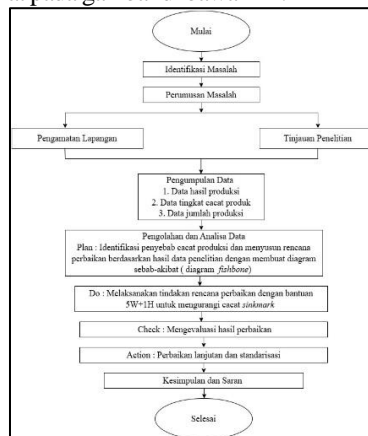 Mulai
Identifikasi Masalah
Perumusan Masalah
Pengamatan Lapangan
Tinjauan Penelitian
Pengumpulan Data
1. Data hasil produksi
2. Data tingkat cacat produk
3. Data jumlah produksi
Pengolahan dan Analisa Data
Plan : Identifikasi penyebab cacat produksi dan menyusun rencana
perbaikan berdasarkan hasil data penelitian dengan membuat diagram
sebab-akibat ( diagram fishbone)
Do : Melaksanakan tindakan rencana perbaikan dengan bantuan
5W+1H untuk mengurangi cacat sinkmark
Check : Mengevaluasi hasil perbaikan
Action : Perbaikan lanjutan dan standarisasi
Kesimpulan dan Saran
Selesai